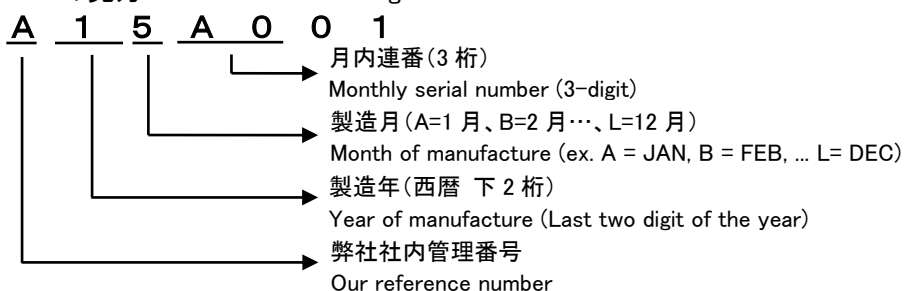 A 1 5 A 0 0 1
月内連番(3 桁)
Monthly serial number (3-digit)
製造月(A=1 月、B=2 月…、L=12 月)
Month of manufacture (ex. A = JAN, B = FEB, ... L= DEC)
製造年(西暦 下 2 桁)
Year of manufacture (Last two digit of the year)
弊社社内管理番号
Our reference number